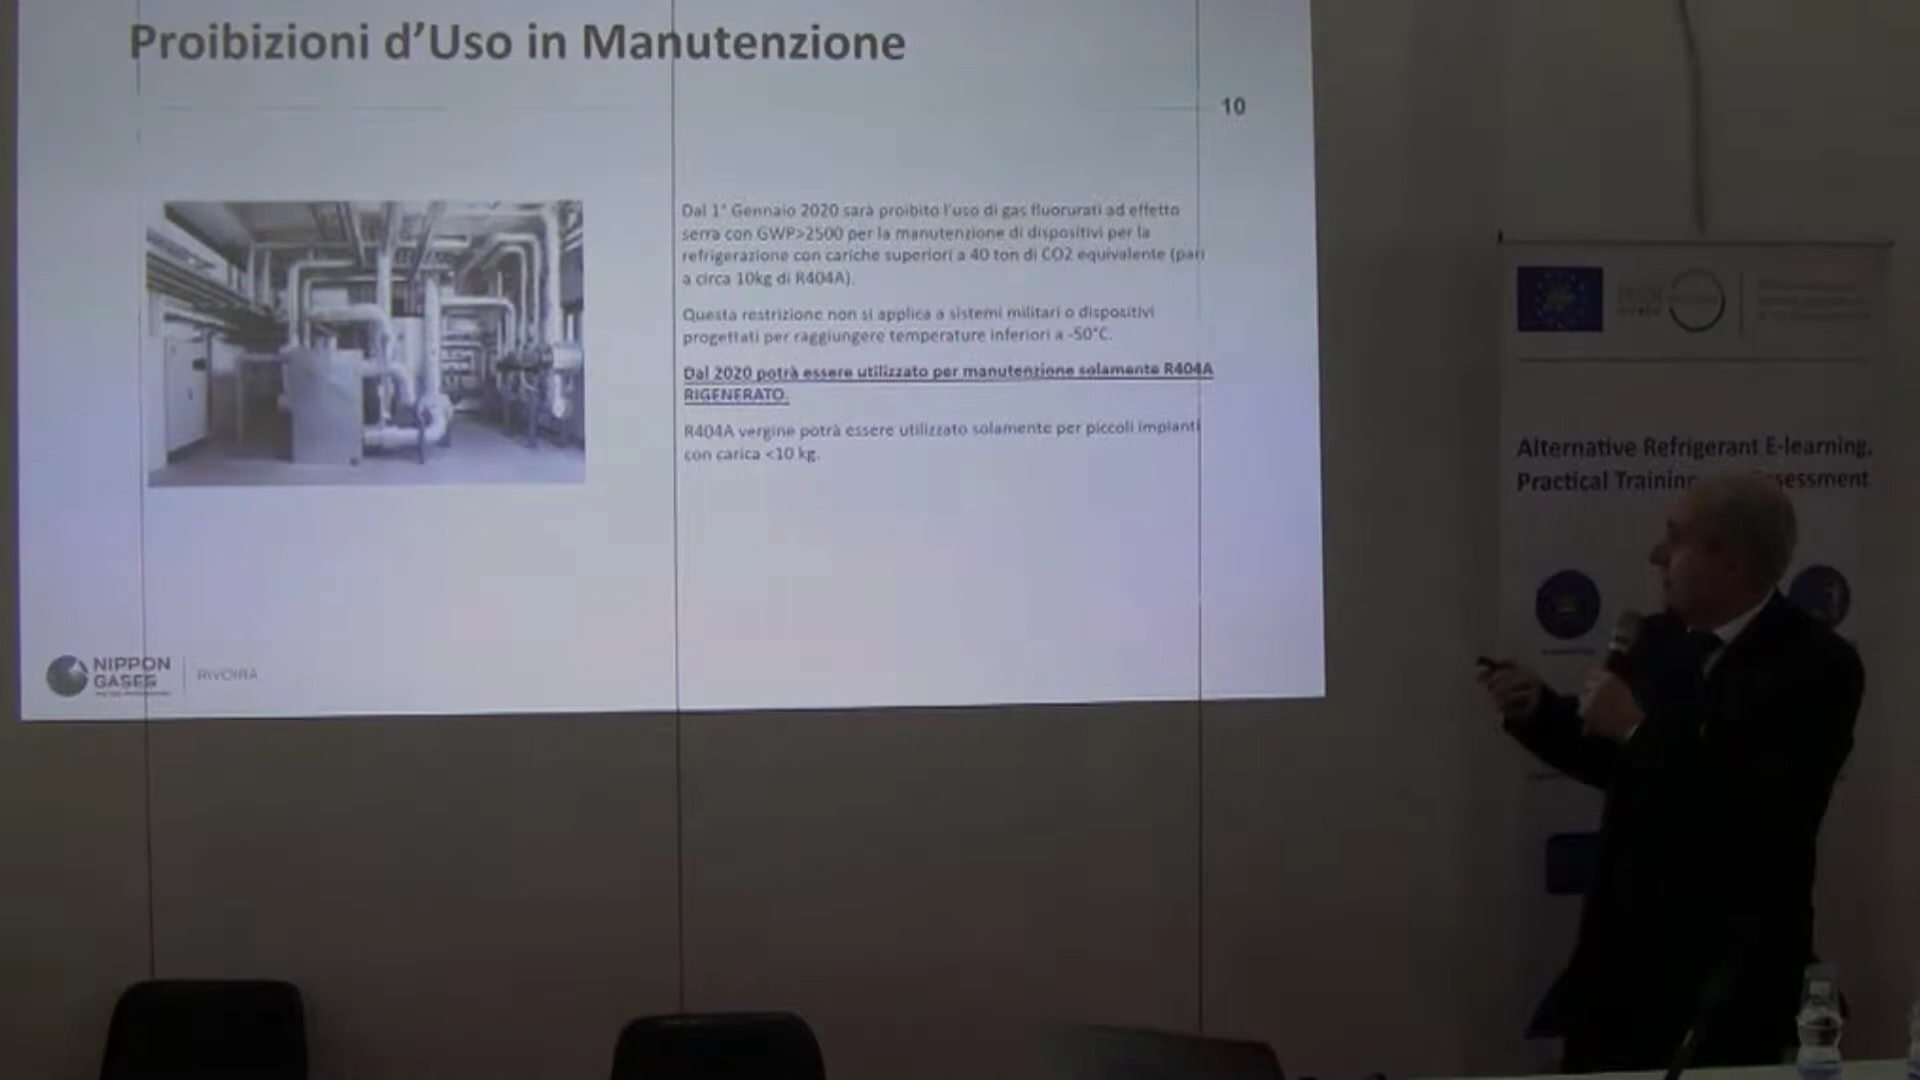 Proibizioni d'Uso in Manutenzione
10
Dal 1° Gennaio 2020 sarà proibito l'uso di gas fluorurati ad effetto
serra con GWP>2500 per la manutenzione di dispositivi per la
refrigerazione con cariche superiori a 40 ton di CO2 equivalente (pari
a circa 10kg di R404A).
Questa restrizione non si applica a sistemi militari o dispositivi
progettati per raggiungere temperature inferiori a -50°C.
Dal 2020 potrà essere utilizzato per manutenzione solamente R404A
RIGENERATO.
R404A vergine potrà essere utilizzato solamente per piccoli impianti
con carica <10 kg.
NIPPON
GASES
RIVOIRA
Alternative Refrigerant E-learning,
Practical Training